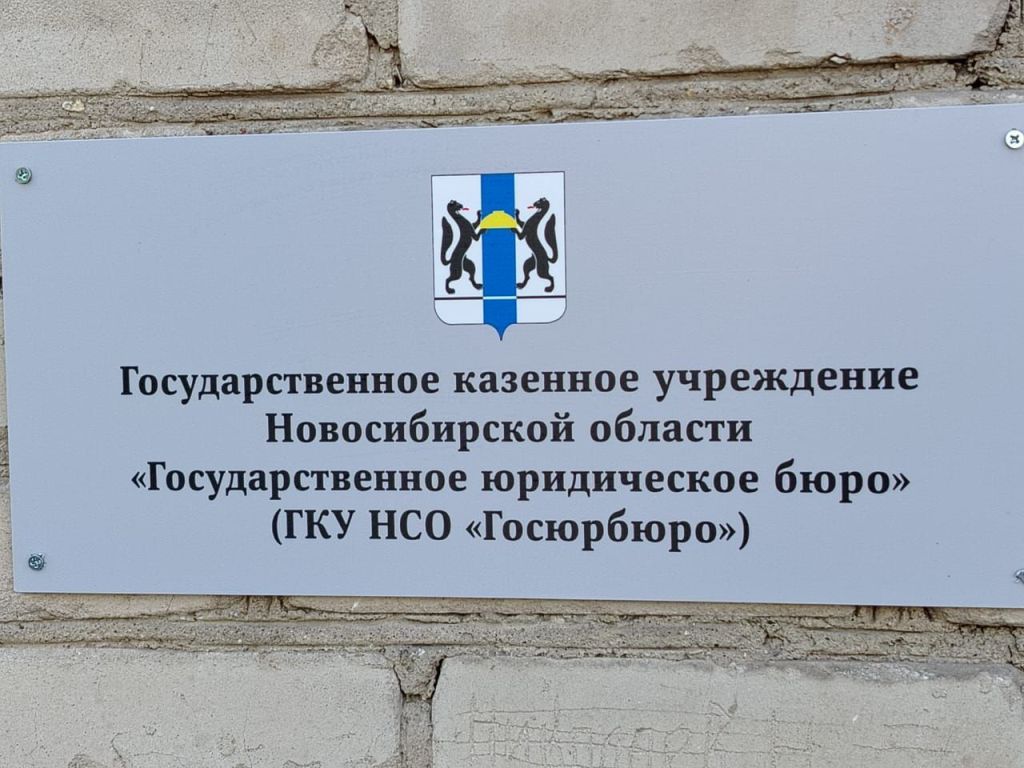 Государственное казенное учреждение
Новосибирской области
«Государственное юридическое бюро»
(ГКУ НСО «Госюрбюро»)